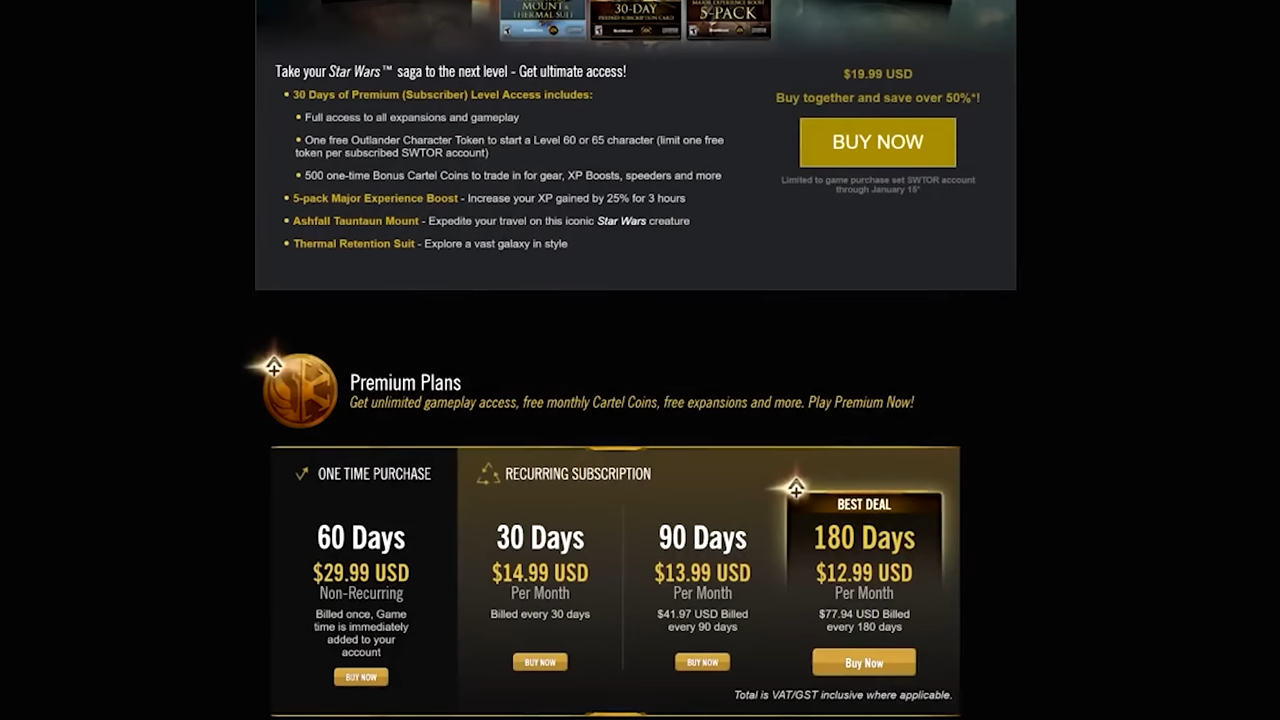 MOUNT &
THERMAL SUIT
30-DAY
PREPAID SUBSCRIPTION CARD
MAJOR EXPERIENCE BOOST
5-PACK
Take your Star Wars™ saga to the next level - Get ultimate access!
• 30 Days of Premium (Subscriber) Level Access includes:
• Full access to all expansions and gameplay
• One free Outlander Character Token to start a Level 60 or 65 character (limit one free
token per subscribed SWTOR account)
• 500 one-time Bonus Cartel Coins to trade in for gear, XP Boosts, speeders and more
• 5-pack Major Experience Boost - Increase your XP gained by 25% for 3 hours
• Ashfall Tauntaun Mount - Expedite your travel on this iconic Star Wars creature
• Thermal Retention Suit - Explore a vast galaxy in style
$19.99 USD
Buy together and save over 50%*!
BUY NOW
Limited to game purchase set SWTOR account
through January 15*
Premium Plans
Get unlimited gameplay access, free monthly Cartel Coins, free expansions and more. Play Premium Now!
ONE TIME PURCHASE
60 Days
$29.99 USD
Non-Recurring
Billed once, Game
time is immediately
added to your
account
BUY NOW
RECURRING SUBSCRIPTION
30 Days
$14.99 USD
Per Month
Billed every 30 days
BUY NOW
90 Days
$13.99 USD
Per Month
$41.97 USD Billed
every 90 days
BUY NOW
BEST DEAL
180 Days
$12.99 USD
Per Month
$77.94 USD Billed
every 180 days
Buy Now
Total is VAT/GST inclusive where applicable.